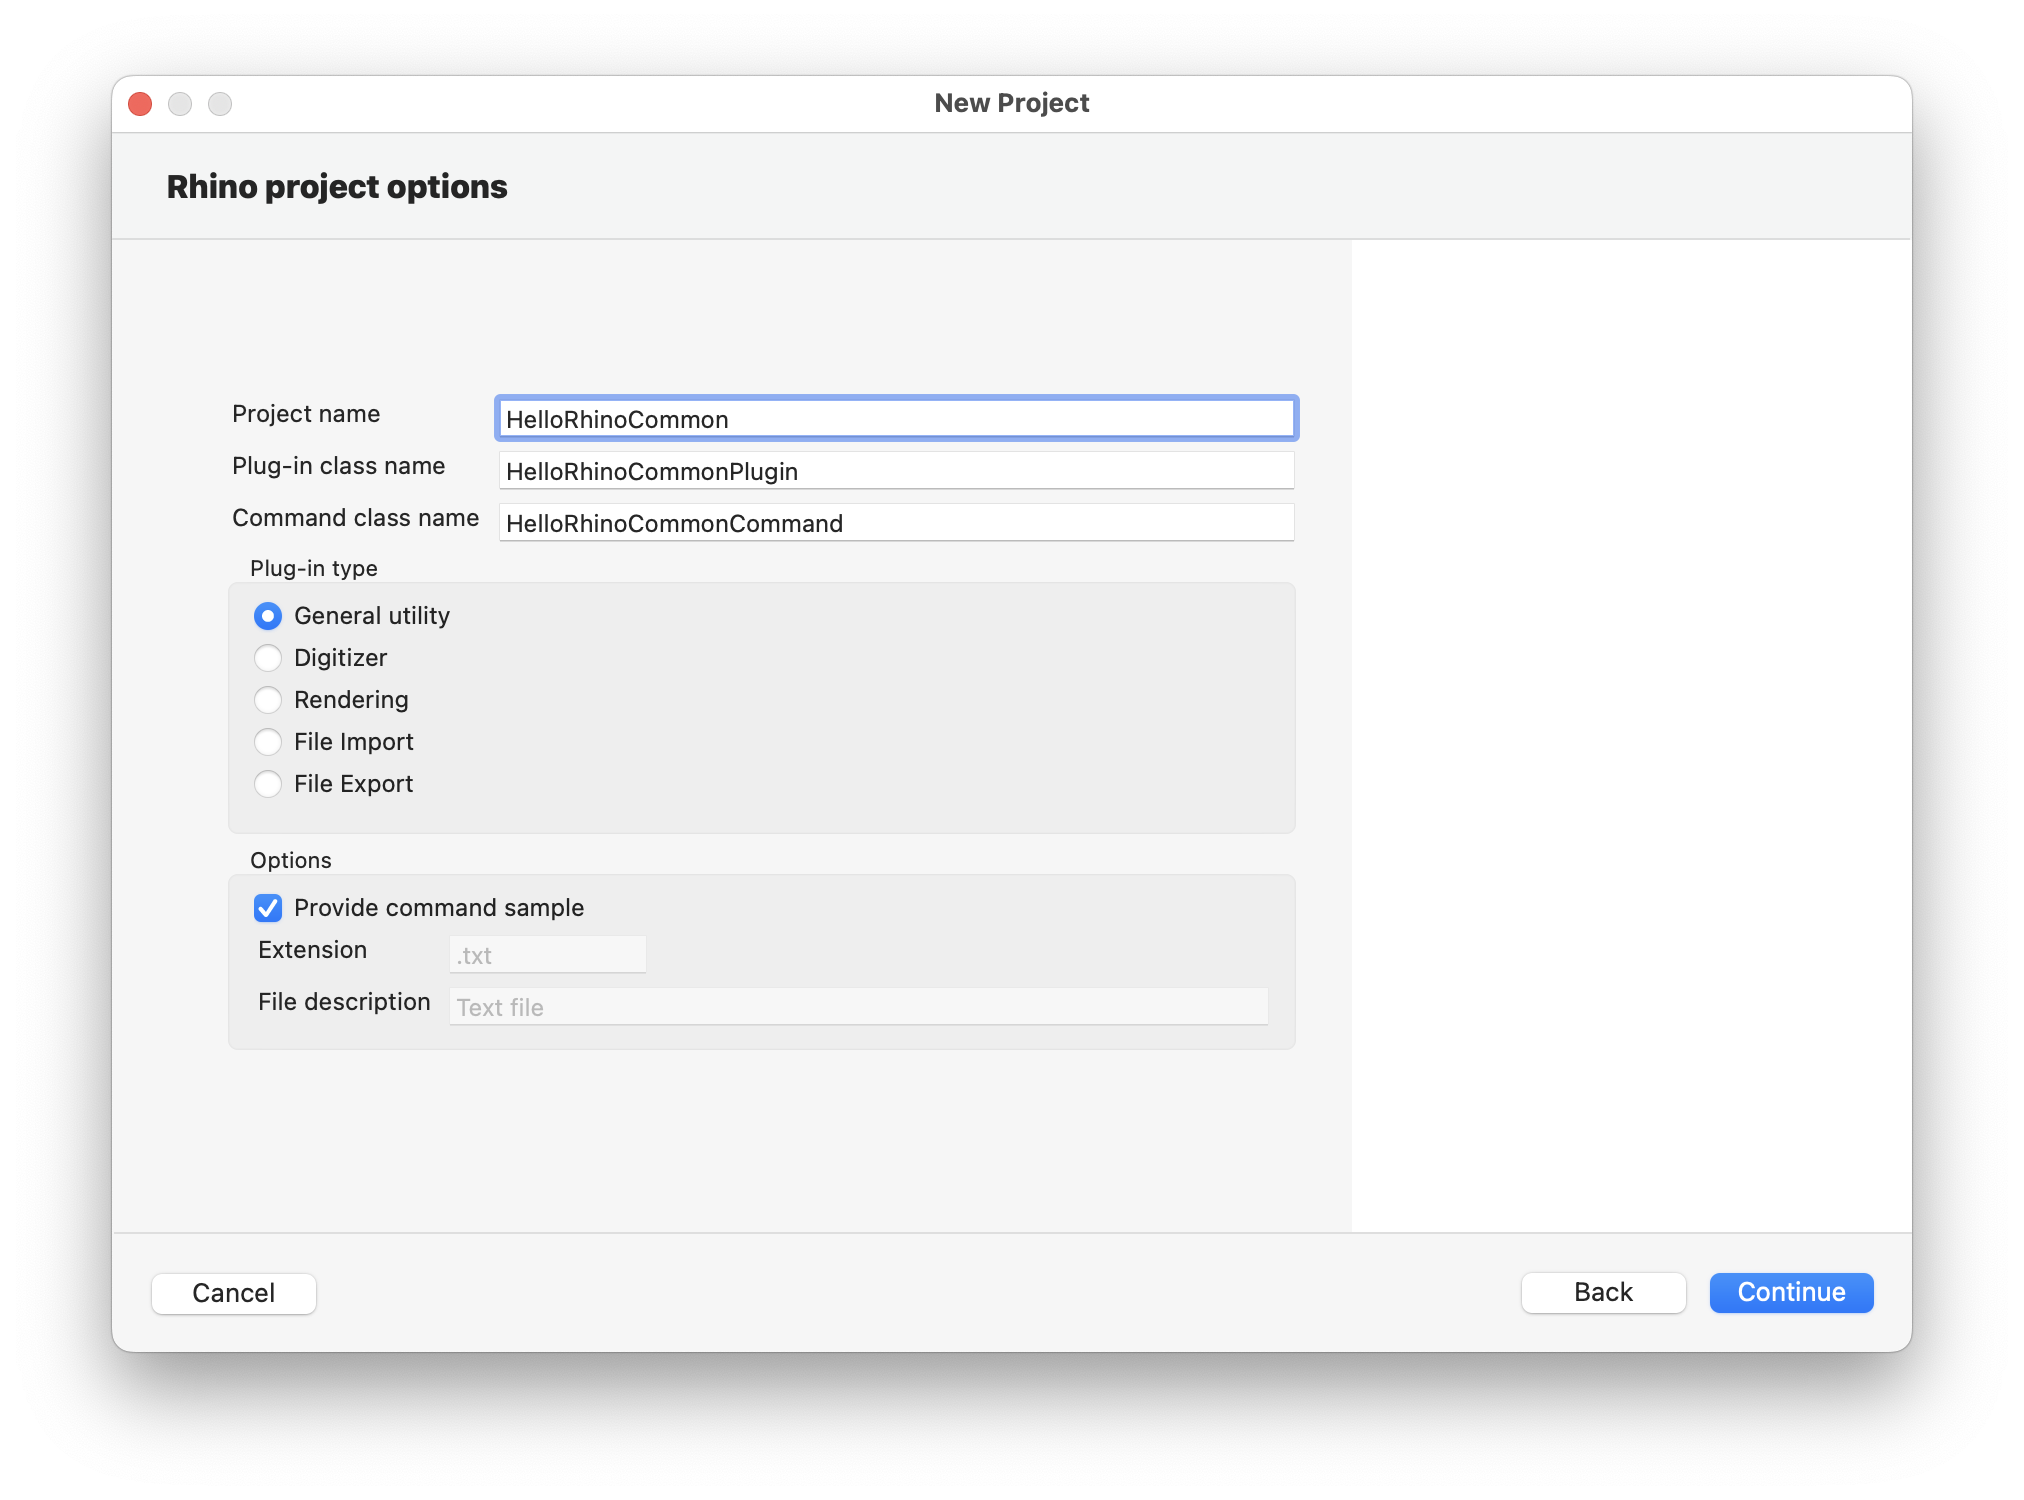 New Project
Rhino project options
Project name HelloRhinoCommon
Plug-in class name HelloRhinoCommonPlugin
Command class name HelloRhinoCommonCommand
Plug-in type
General utility
Digitizer
Rendering
File Import
File Export
Options
Provide command sample
Extension .txt
File description Text file
Cancel Back Continue